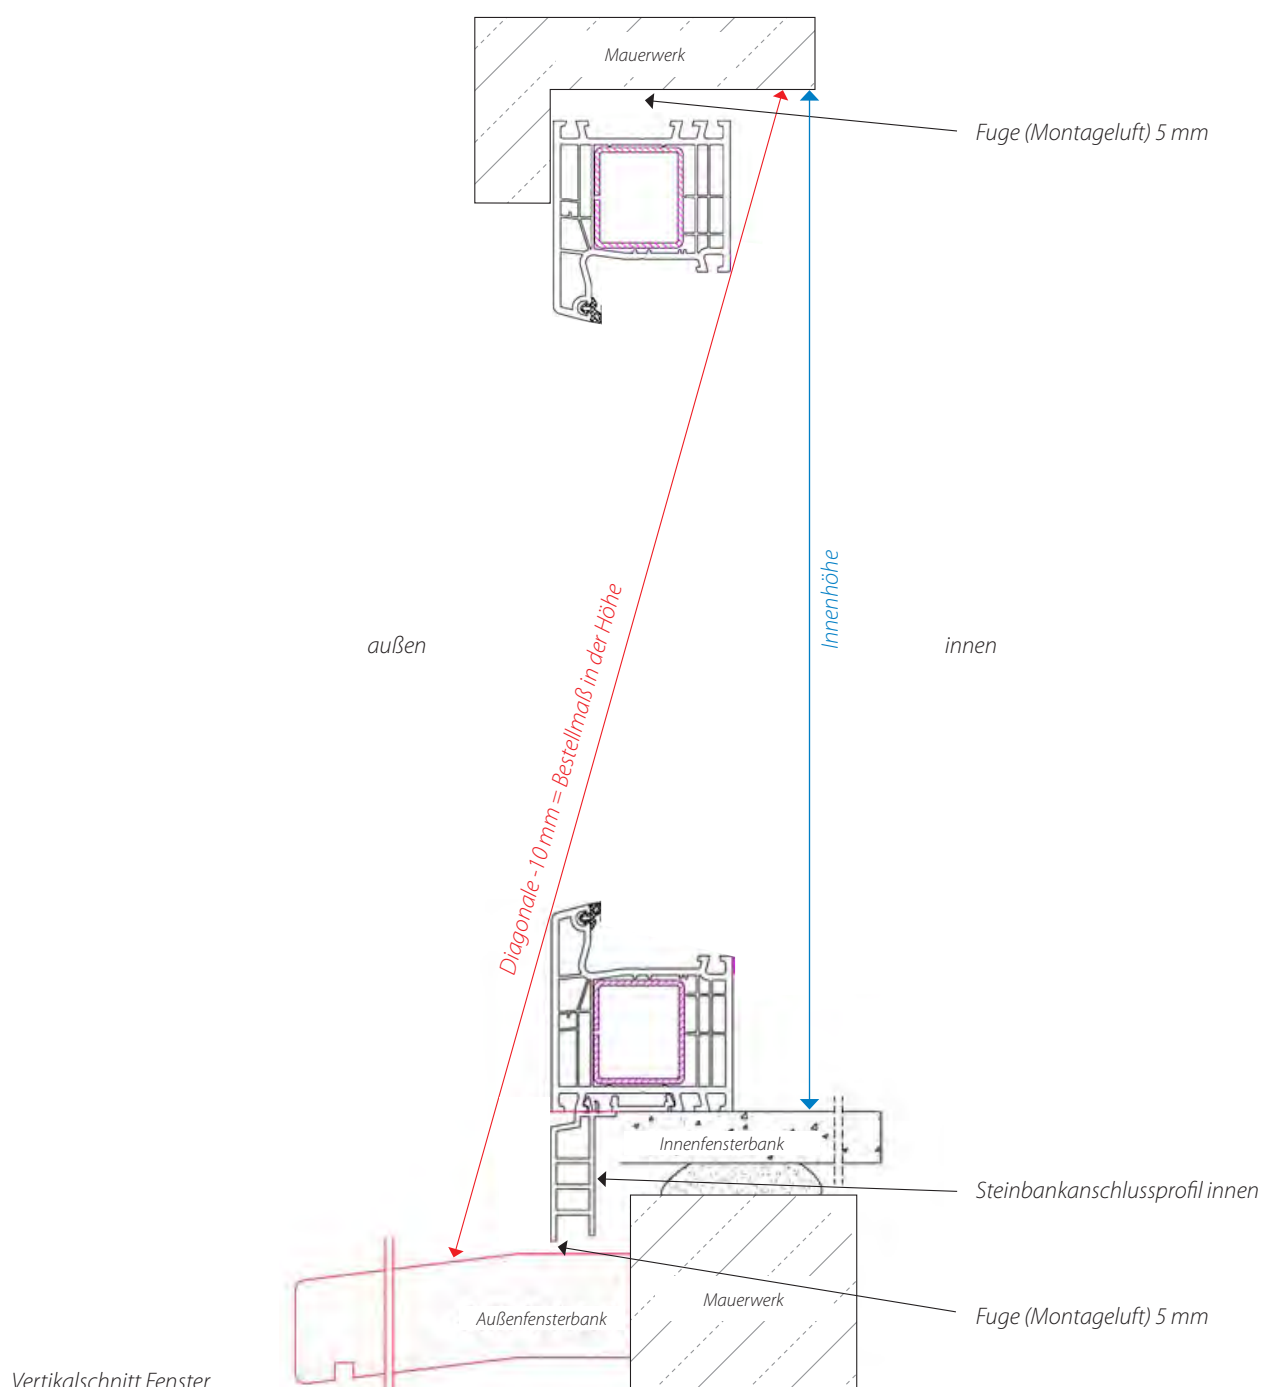 Mauerwerk
Fuge (Montageluft) 5 mm
Diagonale - 10 mm = Bestellmaß in der Höhe
Innenhöhe
außen
innen
Innenfensterbank
Steinbankanschlussprofil innen
Mauerwerk
Außenfensterbank
Fuge (Montageluft) 5 mm
Vertikalschnitt Fenster